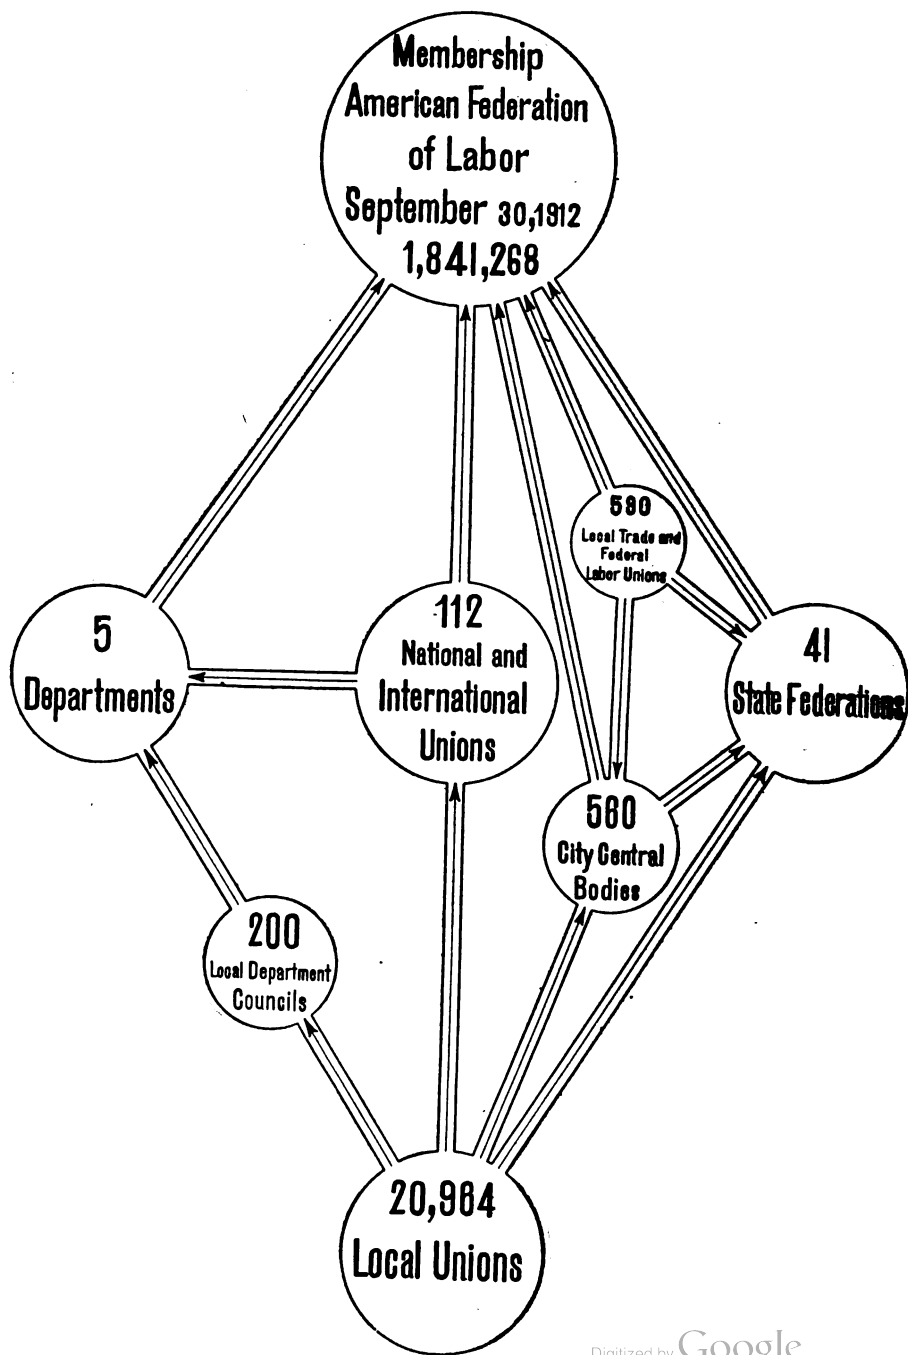 Membership
American Federation
of Labor
September 30,1912
1,841,268
590
Local Trade and
Federal
Labor Unions
5
Departments
112
National and
International
Unions
41
State Federations
560
City Central
Bodies
200
Local Department
Councils
20,964
Local Unions
Digitized by Google